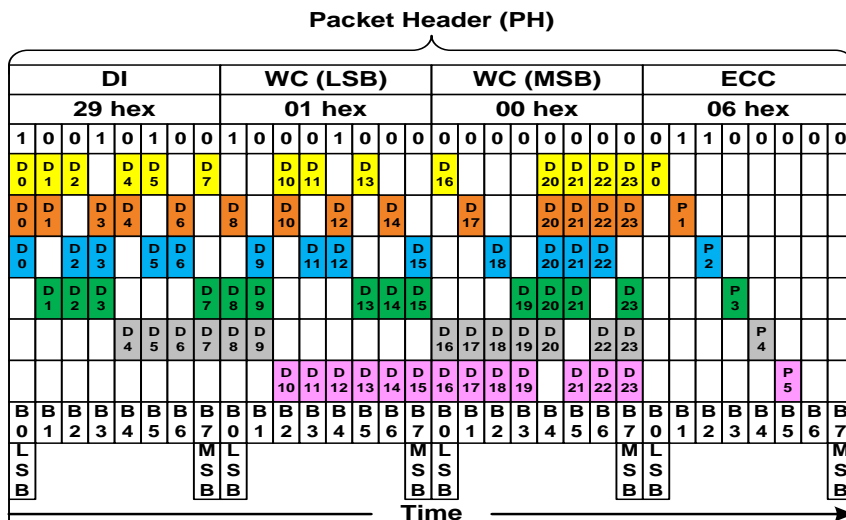 Packet Header (PH)
DI WC (LSB) WC (MSB) ECC
29 hex 01 hex 00 hex 06 hex
1 0 0 1 0 1 0 0 1 0 0 0 1 0 0 0 0 0 0 0 0 0 0 0 0 1 1 0 0 0 0 0
D0 D1 D2 D4 D5 D7 D10 D11 D13 D16 D20 D21 D22 D23 P0
D0 D1 D3 D4 D6 D8 D10 D12 D14 D17 D20 D21 D22 D23 P1
D0 D2 D3 D5 D6 D9 D11 D12 D15 D18 D20 D21 D22 P2
D1 D2 D3 D7 D8 D9 D13 D14 D15 D19 D20 D21 D23 P3
D4 D5 D6 D7 D8 D9 D16 D17 D18 D19 D20 D22 D23 P4
D10 D11 D12 D13 D14 D15 D16 D17 D18 D19 D21 D22 D23 P5
B0 B1 B2 B3 B4 B5 B6 B7 B0 B1 B2 B3 B4 B5 B6 B7 B0 B1 B2 B3 B4 B5 B6 B7 B0 B1 B2 B3 B4 B5 B6 B7
LSB MSB LSB MSB LSB MSB LSB MSB
Time